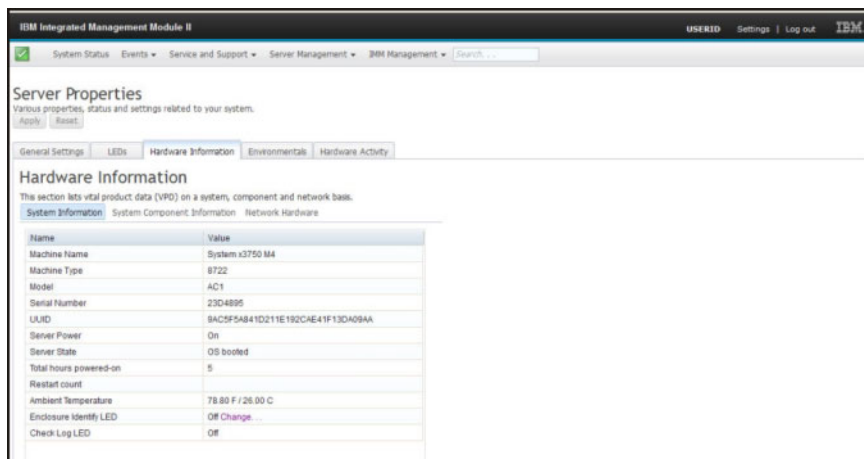 IBM Integrated Management Module II
USERID Settings | Log out IBM
System Status Events Service and Support Server Management IMM Management Search. . .
Server Properties
Various properties, status and settings related to your system.
Apply Reset
General Settings LEDs Hardware Information Environmentals Hardware Activity
Hardware Information
This section lists vital product data (VPD) on a system, component and network basis.
System Information System Component Information Network Hardware
Name Value
Machine Name System x3750 M4
Machine Type 8722
Model AC1
Serial Number 23D4895
UUID 9AC5F5A841D211E192CAE41F13DA09AA
Server Power On
Server State OS booted
Total hours powered-on 5
Restart count
Ambient Temperature 78.80 F / 26.00 C
Enclosure Identify LED Off Change. . .
Check Log LED Off